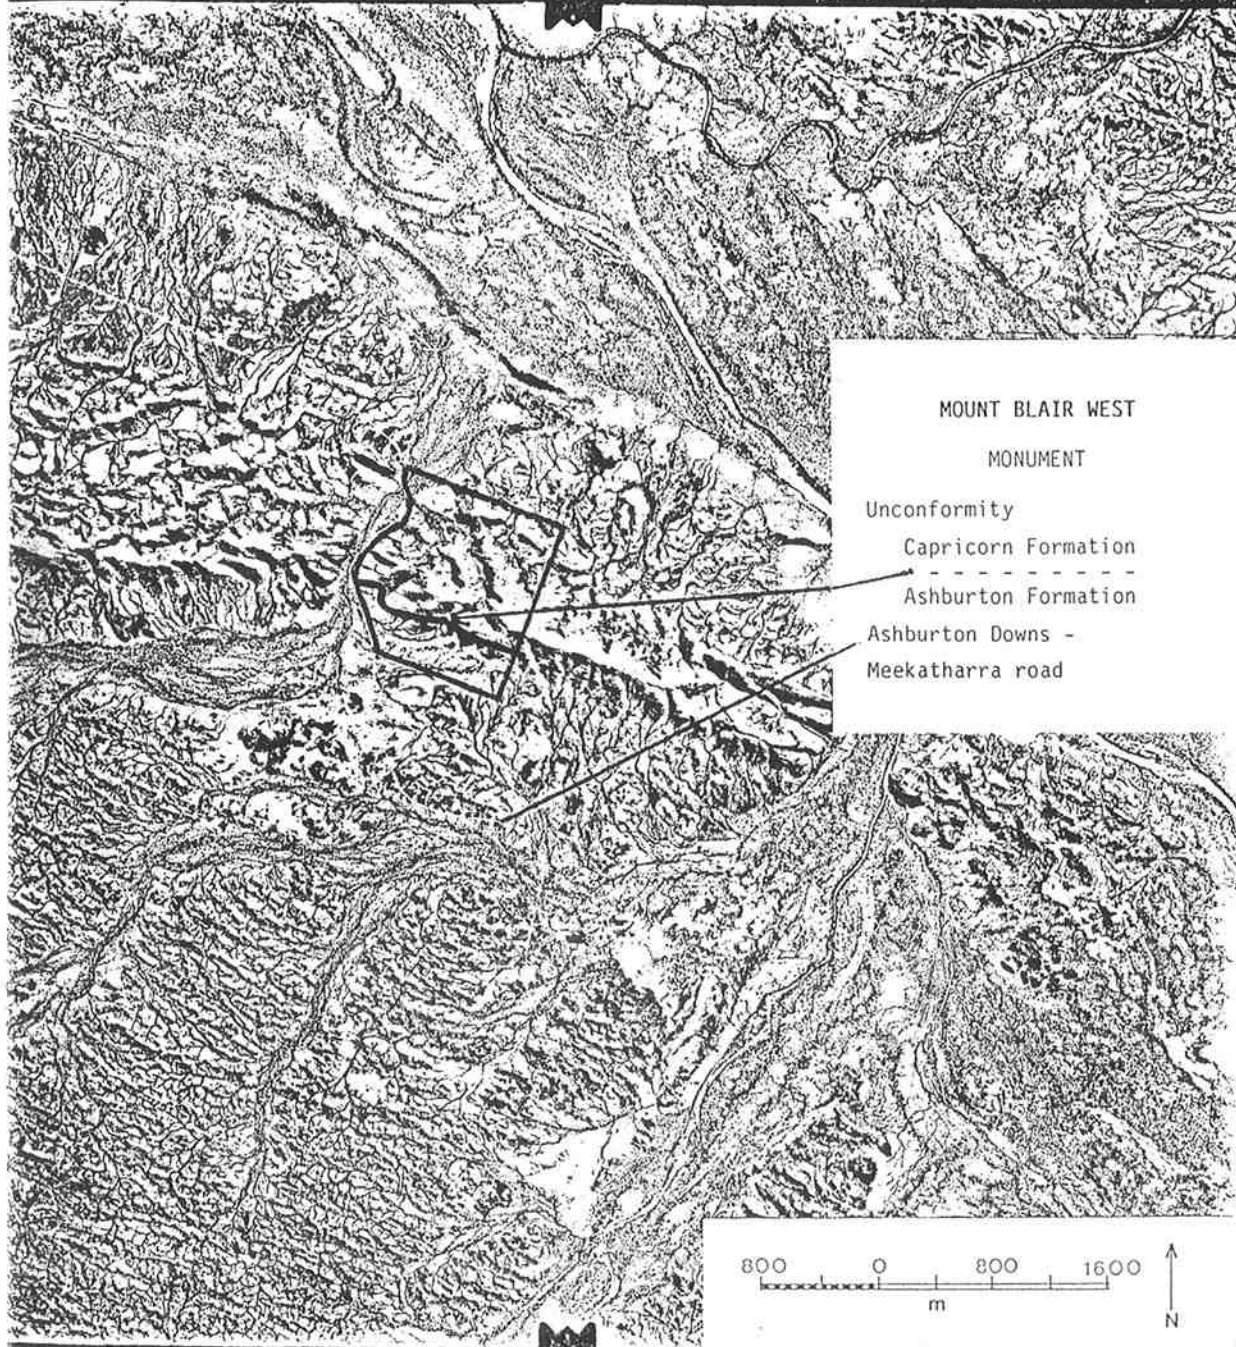 MOUNT BLAIR WEST
MONUMENT
Unconformity
Capricorn Formation
Ashburton Formation
Ashburton Downs -
Meekatharra road
800 0 800 1600
m
N